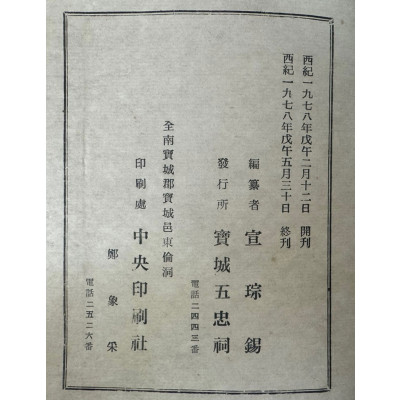 西紀一九七八年戊午二月十二日 開刊
西紀一九七八年戊午五月三十日 終刊
編纂者 宣琮錫
發行所 寶城五忠祠
電話二四四三番
全南寶城郡寶城邑東倫洞
印刷處 中央印刷社
鄭象采
電話二五二六番